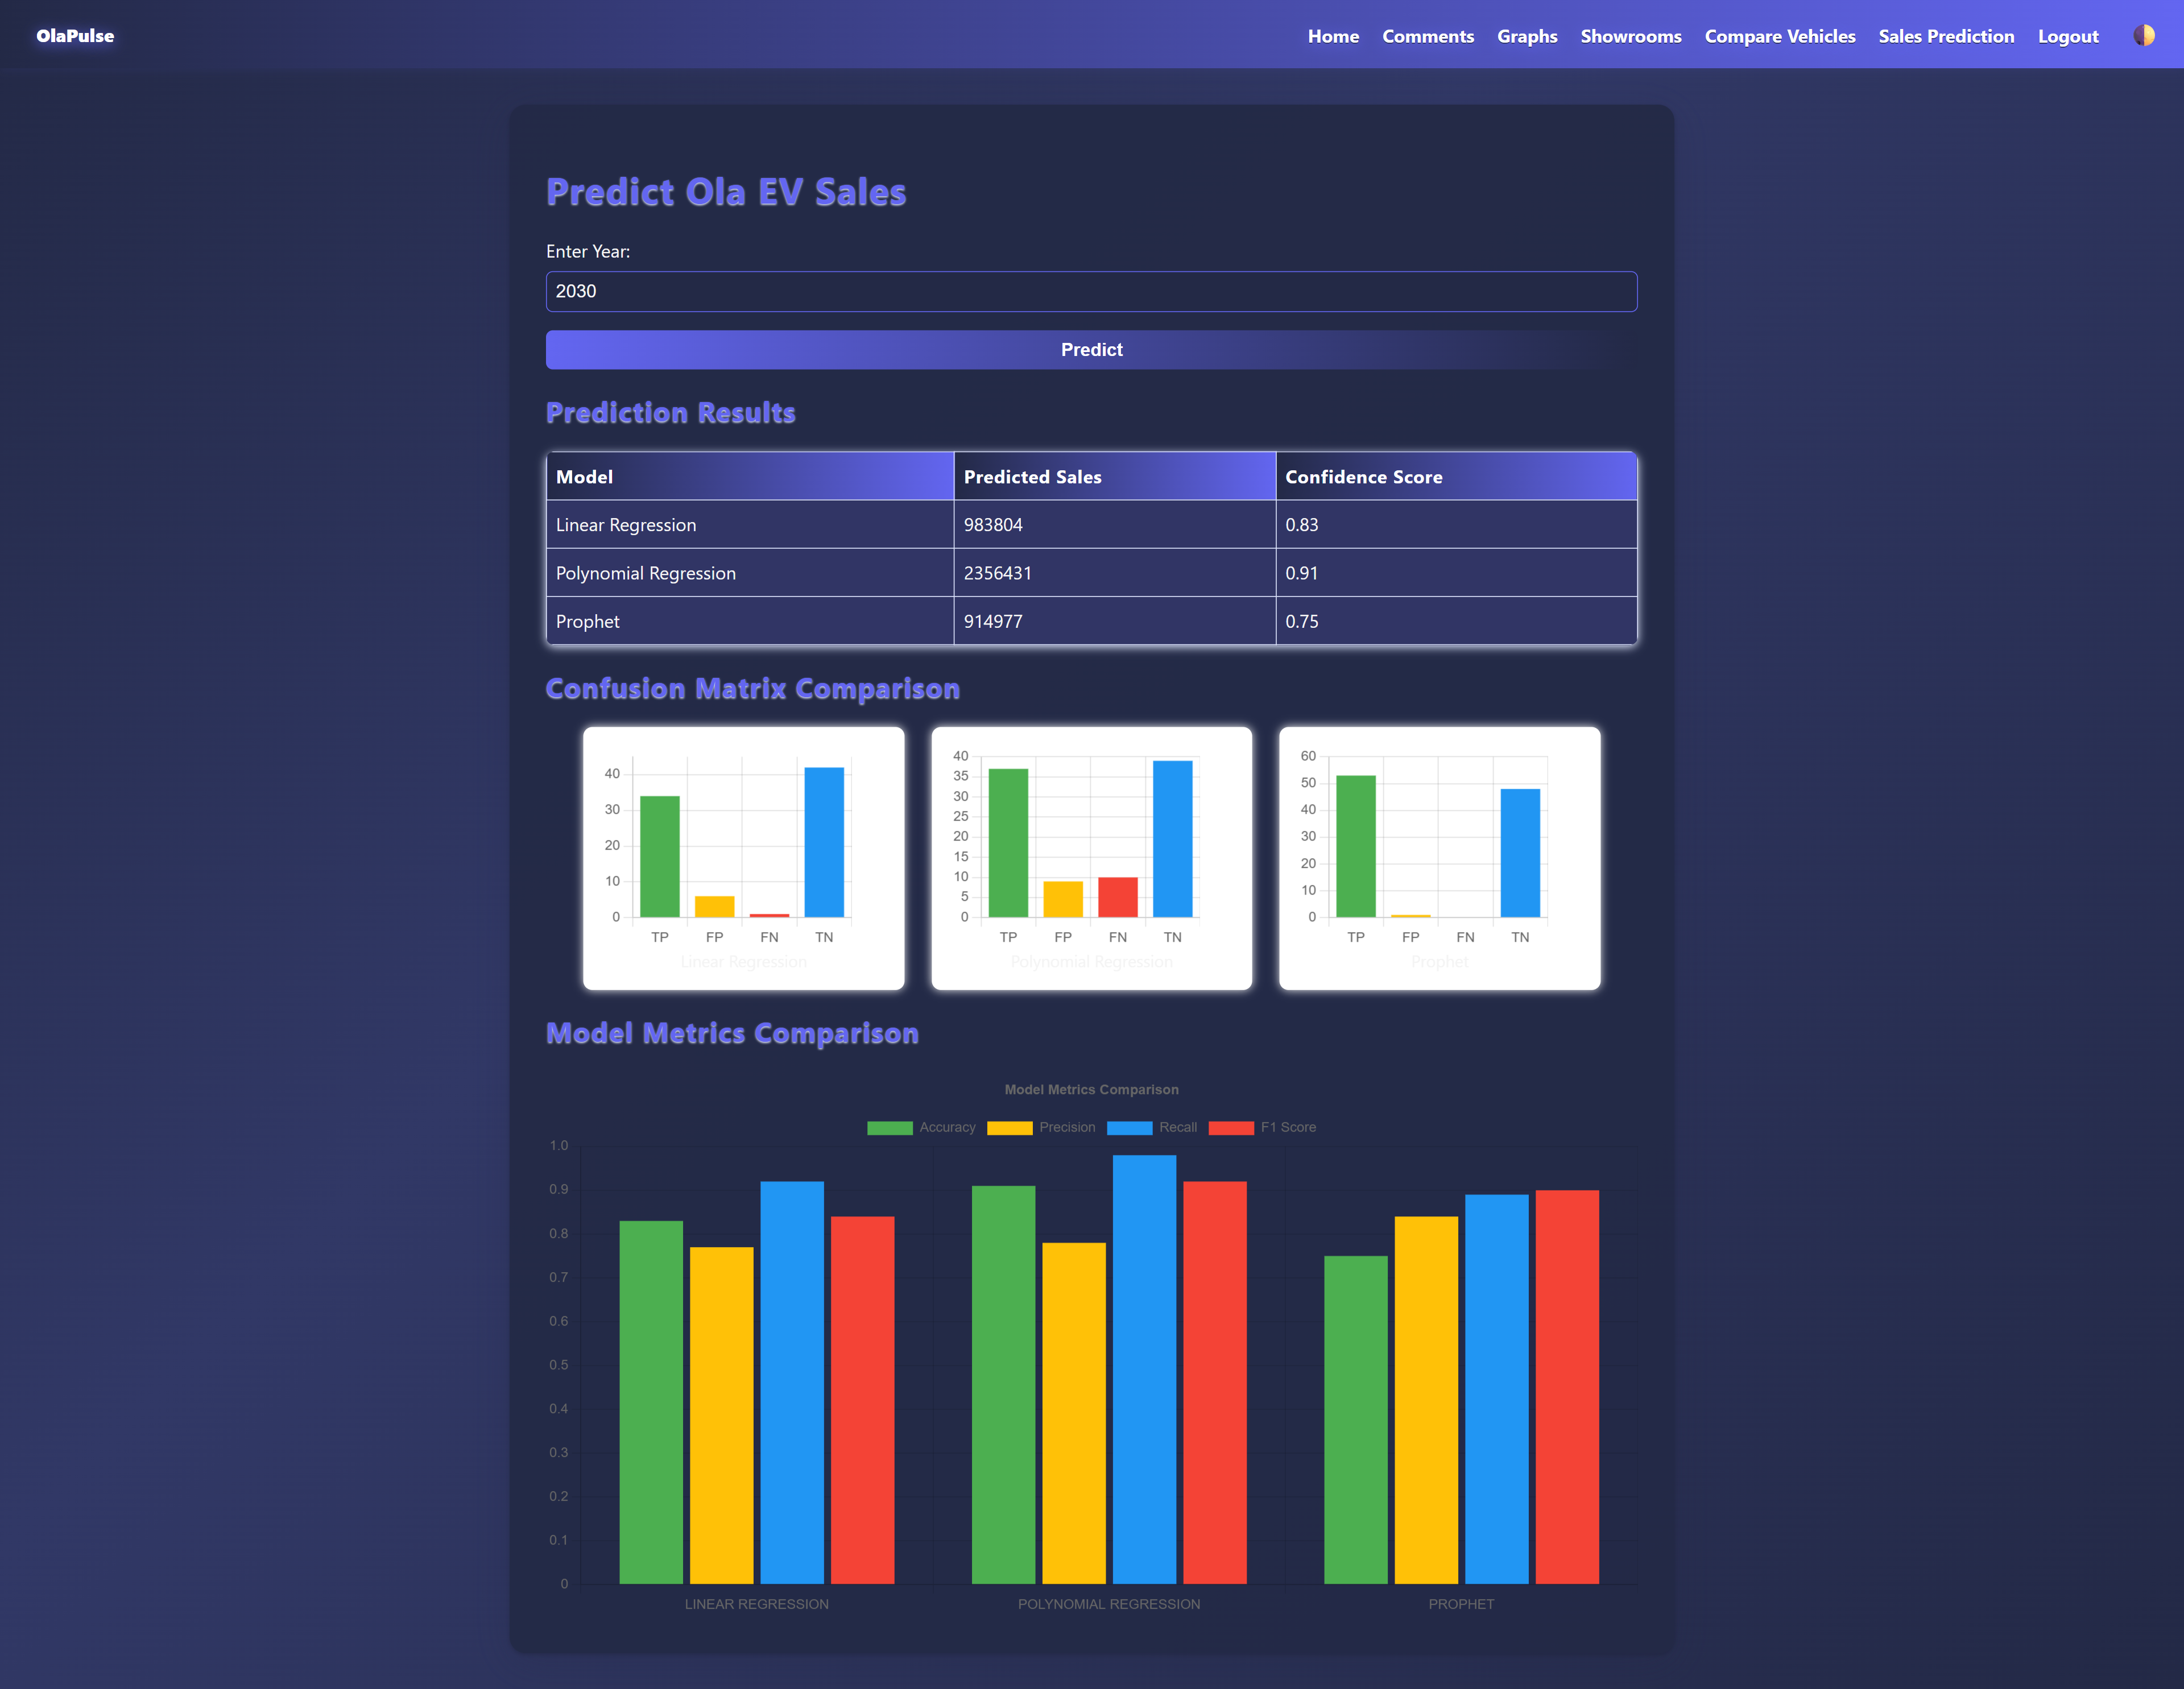 OlaPulse Home Comments Graphs Showrooms Compare Vehicles Sales Prediction Logout
Predict Ola EV Sales
Enter Year:
2030
Predict
Prediction Results
Model Predicted Sales Confidence Score
Linear Regression 983804 0.83
Polynomial Regression 2356431 0.91
Prophet 914977 0.75
Confusion Matrix Comparison
40
30
20
10
0
TP FP FN TN
Linear Regression
40
35
30
25
20
15
10
5
0
TP FP FN TN
Polynomial Regression
60
50
40
30
20
10
0
TP FP FN TN
Prophet
Model Metrics Comparison
Model Metrics Comparison
Accuracy Precision Recall F1 Score
1.0
0.9
0.8
0.7
0.6
0.5
0.4
0.3
0.2
0.1
0
LINEAR REGRESSION POLYNOMIAL REGRESSION PROPHET